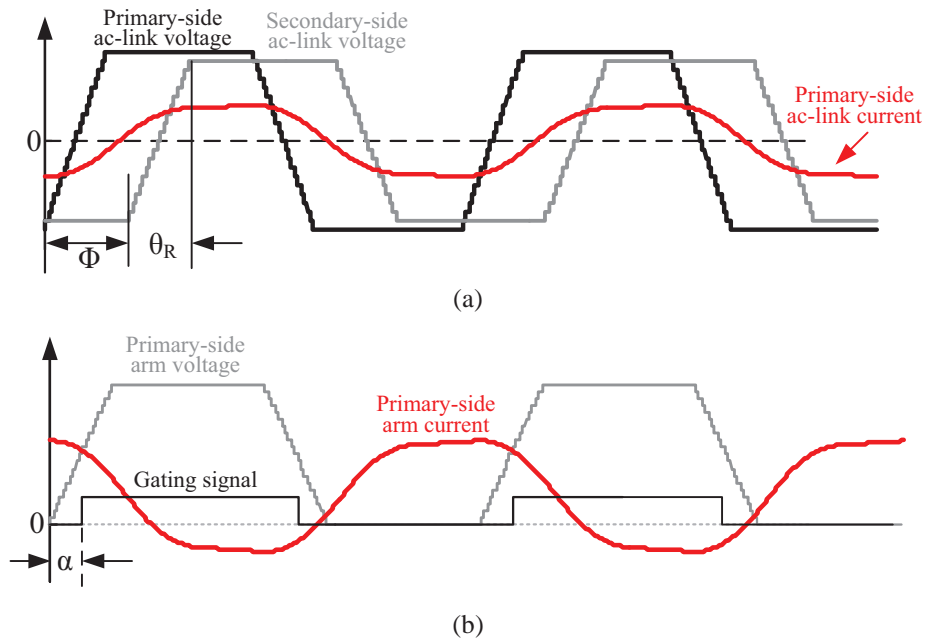 Primary-side
ac-link voltage
Secondary-side
ac-link voltage
0
Primary-side
ac-link current
Φ
θR
(a)
Primary-side
arm voltage
Primary-side
arm current
Gating signal
0
α
(b)